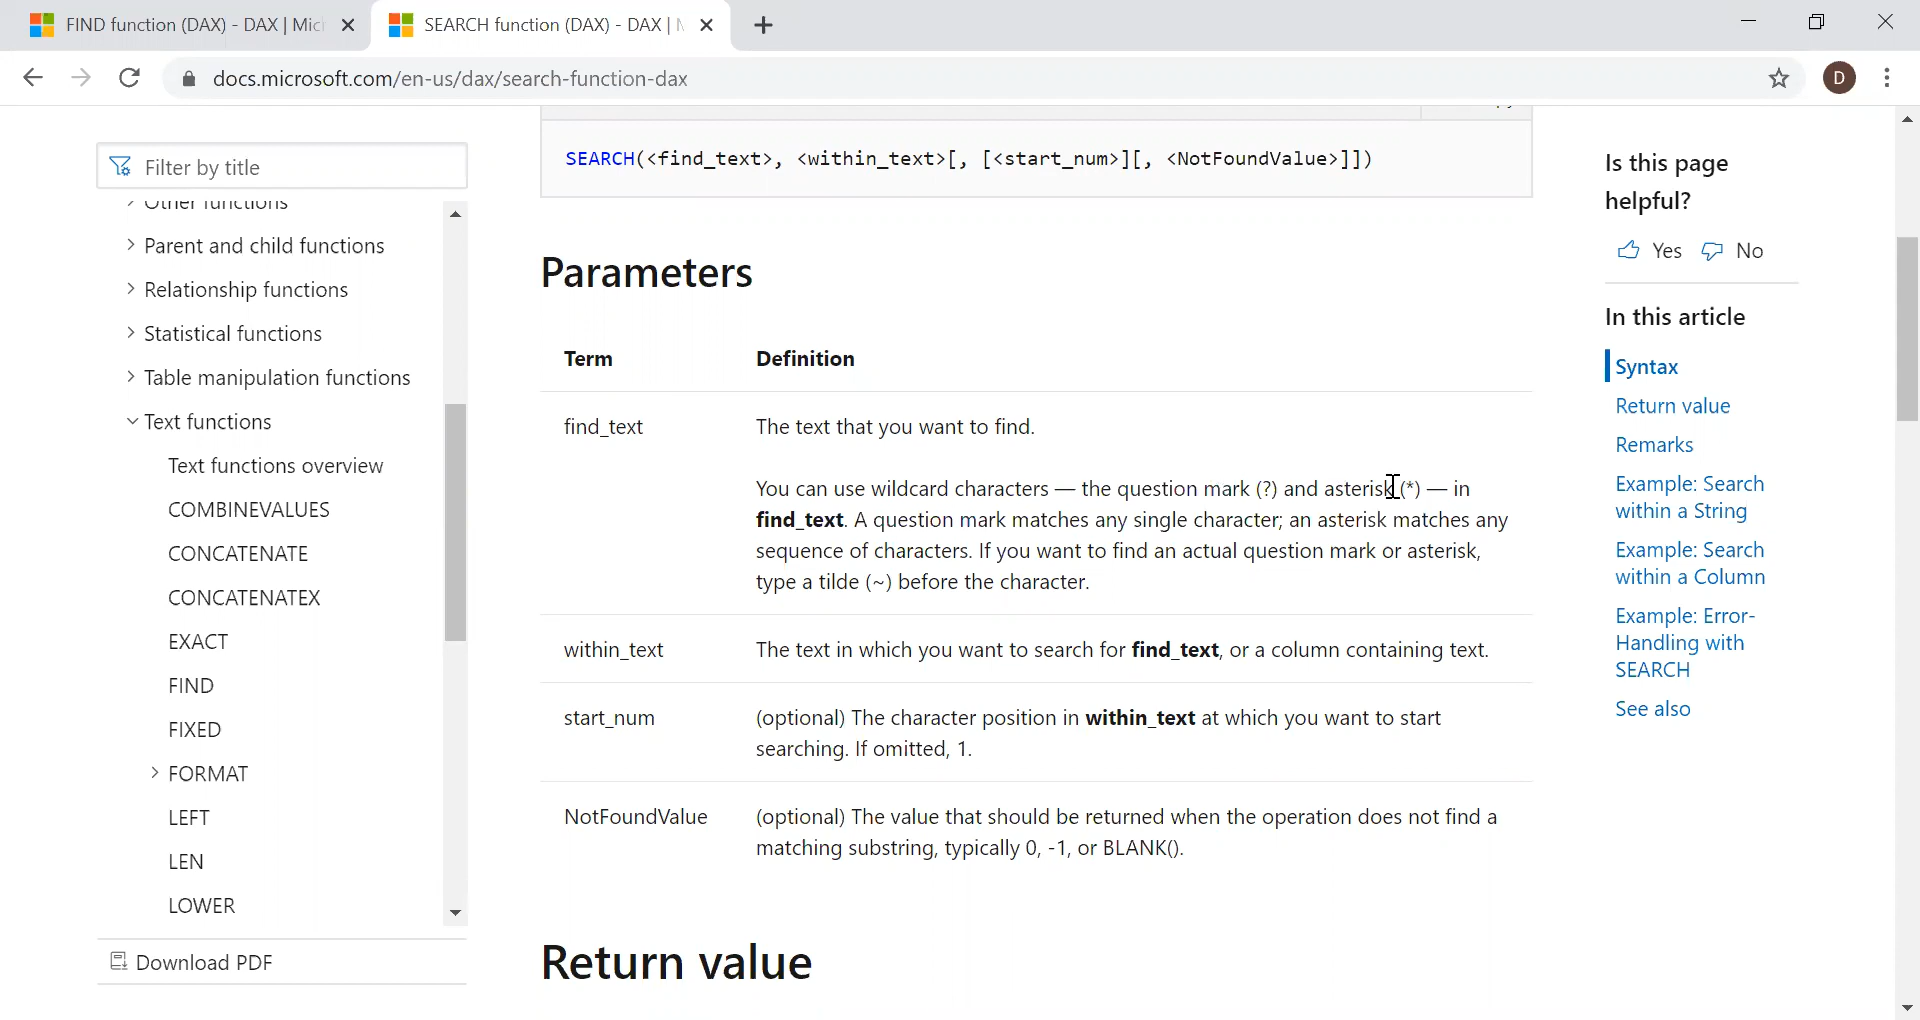 FIND function (DAX) - DAX | Mic
SEARCH function (DAX) - DAX |
docs.microsoft.com/en-us/dax/search-function-dax
D
Filter by title
Other functions
Parent and child functions
Relationship functions
Statistical functions
Table manipulation functions
Text functions
Text functions overview
COMBINEVALUES
CONCATENATE
CONCATENATEX
EXACT
FIND
FIXED
FORMAT
LEFT
LEN
LOWER
Download PDF
SEARCH(<find_text>, <within_text>[, [<start_num>][, <NotFoundValue>]])
Parameters
Term Definition
find_text The text that you want to find.
You can use wildcard characters — the question mark (?) and asterisk (*) — in
find_text. A question mark matches any single character; an asterisk matches any
sequence of characters. If you want to find an actual question mark or asterisk,
type a tilde (~) before the character.
within_text The text in which you want to search for find_text, or a column containing text.
start_num (optional) The character position in within_text at which you want to start
searching. If omitted, 1.
NotFoundValue (optional) The value that should be returned when the operation does not find a
matching substring, typically 0, -1, or BLANK().
Return value
Is this page
helpful?
Yes No
In this article
Syntax
Return value
Remarks
Example: Search
within a String
Example: Search
within a Column
Example: Error-
Handling with
SEARCH
See also